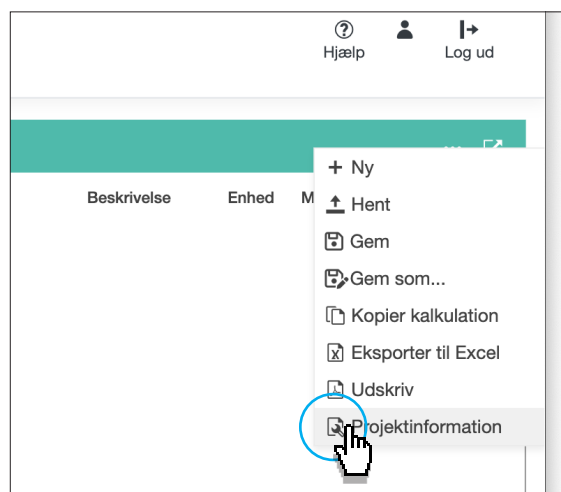 Hjælp
Log ud
Beskrivelse Enhed M
Ny
Hent
Gem
Gem som...
Kopier kalkulation
Eksporter til Excel
Udskriv
Projektinformation